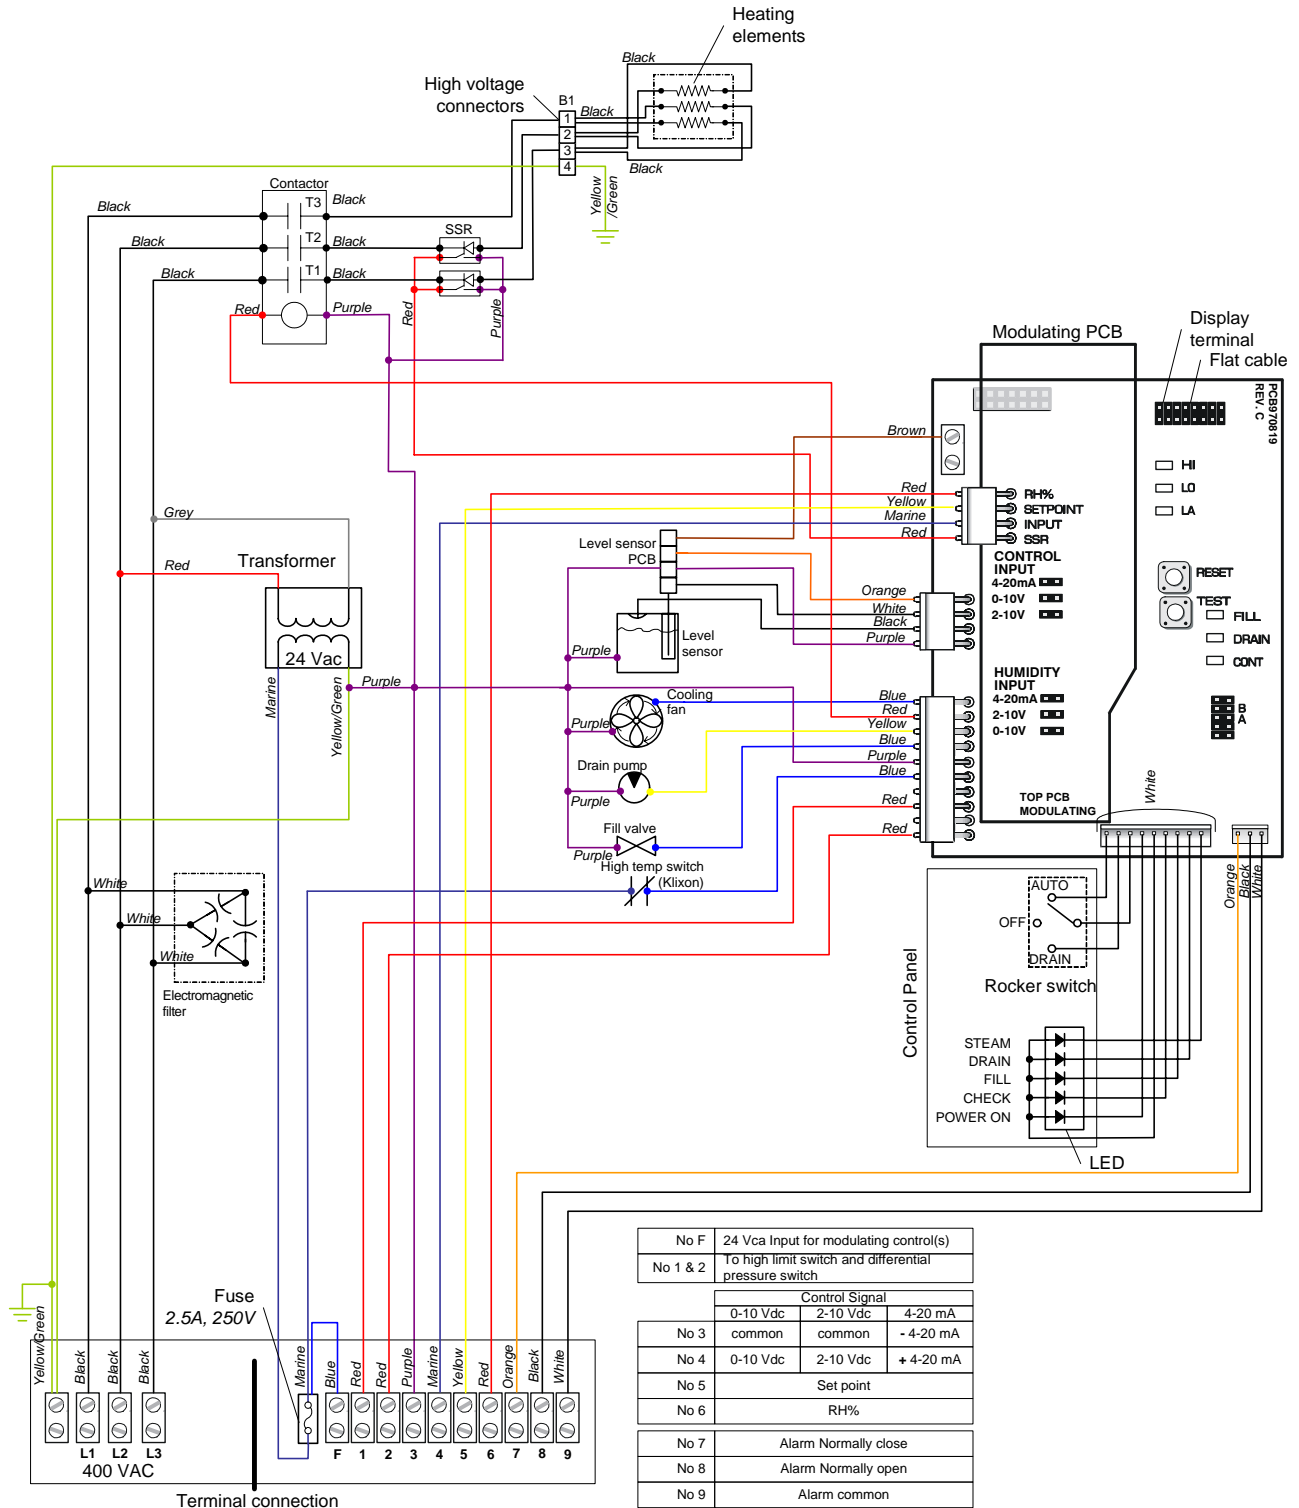 Heating
elements
Black
High voltage
connectors
B1
1
Black
2
3
4
Black
Yellow
/Green
Contactor
Black
T3
Black
Black
T2
Black
SSR
Black
T1
Black
Red
Purple
Red
Purple
Modulating PCB
Display
terminal
Flat cable
PCB970819
REV. C
Brown
HI
LO
LA
Red
RH%
Yellow
SETPOINT
Marine
INPUT
Red
SSR
CONTROL
INPUT
4-20mA
0-10V
2-10V
RESET
TEST
FILL
DRAIN
CONT
Grey
Red
Transformer
24 Vac
Marine
Yellow/Green
Purple
Level sensor
PCB
Orange
White
Black
Purple
Level
sensor
Purple
HUMIDITY
INPUT
4-20mA
2-10V
0-10V
B
A
Cooling
fan
Purple
Blue
Red
Yellow
Blue
Purple
Blue
Red
Red
Drain pump
Purple
Fill valve
Purple
High temp switch
(Klixon)
TOP PCB
MODULATING
White
Orange
Black
White
White
White
White
Electromagnetic
filter
Control Panel
AUTO
OFF
DRAIN
Rocker switch
STEAM
DRAIN
FILL
CHECK
POWER ON
LED
Fuse
2.5A, 250V
Yellow/Green
Black
Black
Black
Marine
Blue
Red
Red
Purple
Marine
Yellow
Red
Orange
Black
White
L1 L2 L3
F 1 2 3 4 5 6 7 8 9
400 VAC
Terminal connection
No F 24 Vca Input for modulating control(s)
No 1 & 2 To high limit switch and differential
pressure switch
Control Signal
0-10 Vdc 2-10 Vdc 4-20 mA
No 3 common common - 4-20 mA
No 4 0-10 Vdc 2-10 Vdc + 4-20 mA
No 5 Set point
No 6 RH%
No 7 Alarm Normally close
No 8 Alarm Normally open
No 9 Alarm common